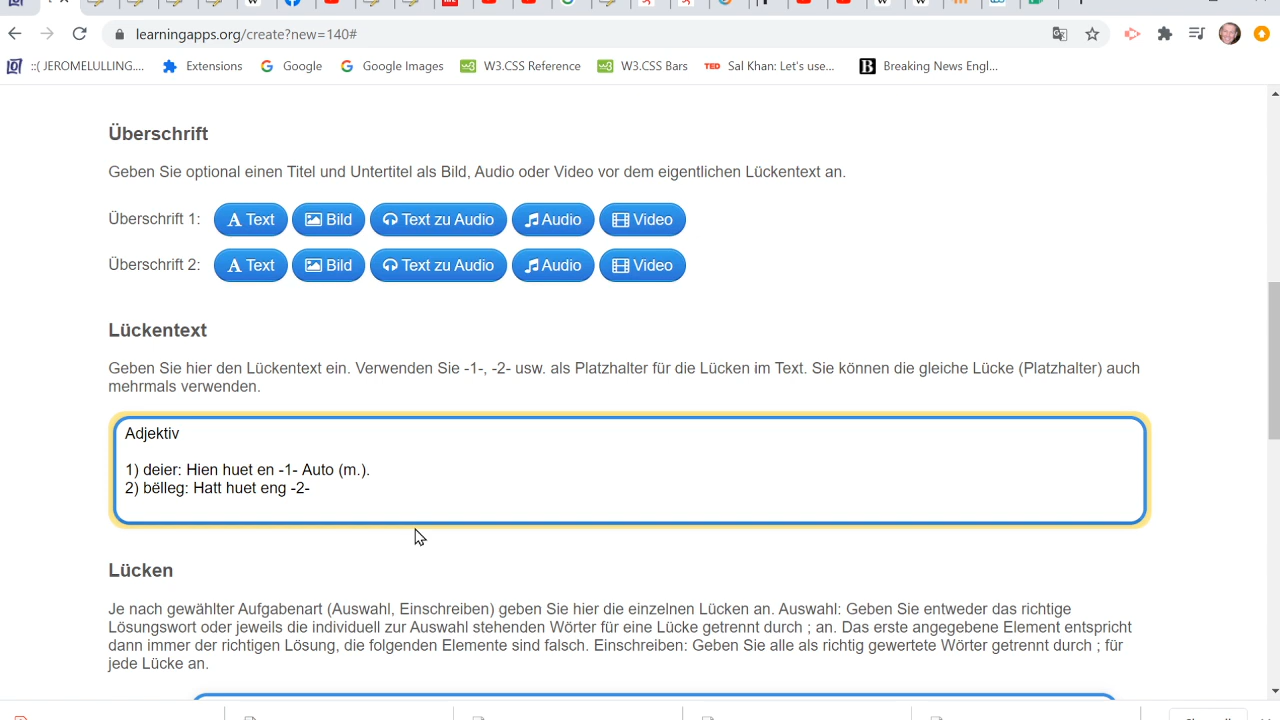 learningapps.org/create?new=140#
::( JEROMELULLING.... Extensions Google Google Images W3.CSS Reference W3.CSS Bars TED Sal Khan: Let's use... B Breaking News Engl...
Überschrift
Geben Sie optional einen Titel und Untertitel als Bild, Audio oder Video vor dem eigentlichen Lückentext an.
Überschrift 1: A Text Bild Text zu Audio Audio Video
Überschrift 2: A Text Bild Text zu Audio Audio Video
Lückentext
Geben Sie hier den Lückentext ein. Verwenden Sie -1-, -2- usw. als Platzhalter für die Lücken im Text. Sie können die gleiche Lücke (Platzhalter) auch
mehrmals verwenden.
Adjektiv
1) deier: Hien huet en -1- Auto (m.).
2) bëlleg: Hatt huet eng -2-
Lücken
Je nach gewählter Aufgabenart (Auswahl, Einschreiben) geben Sie hier die einzelnen Lücken an. Auswahl: Geben Sie entweder das richtige
Lösungswort oder jeweils die individuell zur Auswahl stehenden Wörter für eine Lücke getrennt durch ; an. Das erste angegebene Element entspricht
dann immer der richtigen Lösung, die folgenden Elemente sind falsch. Einschreiben: Geben Sie alle als richtig gewertete Wörter getrennt durch ; für
jede Lücke an.